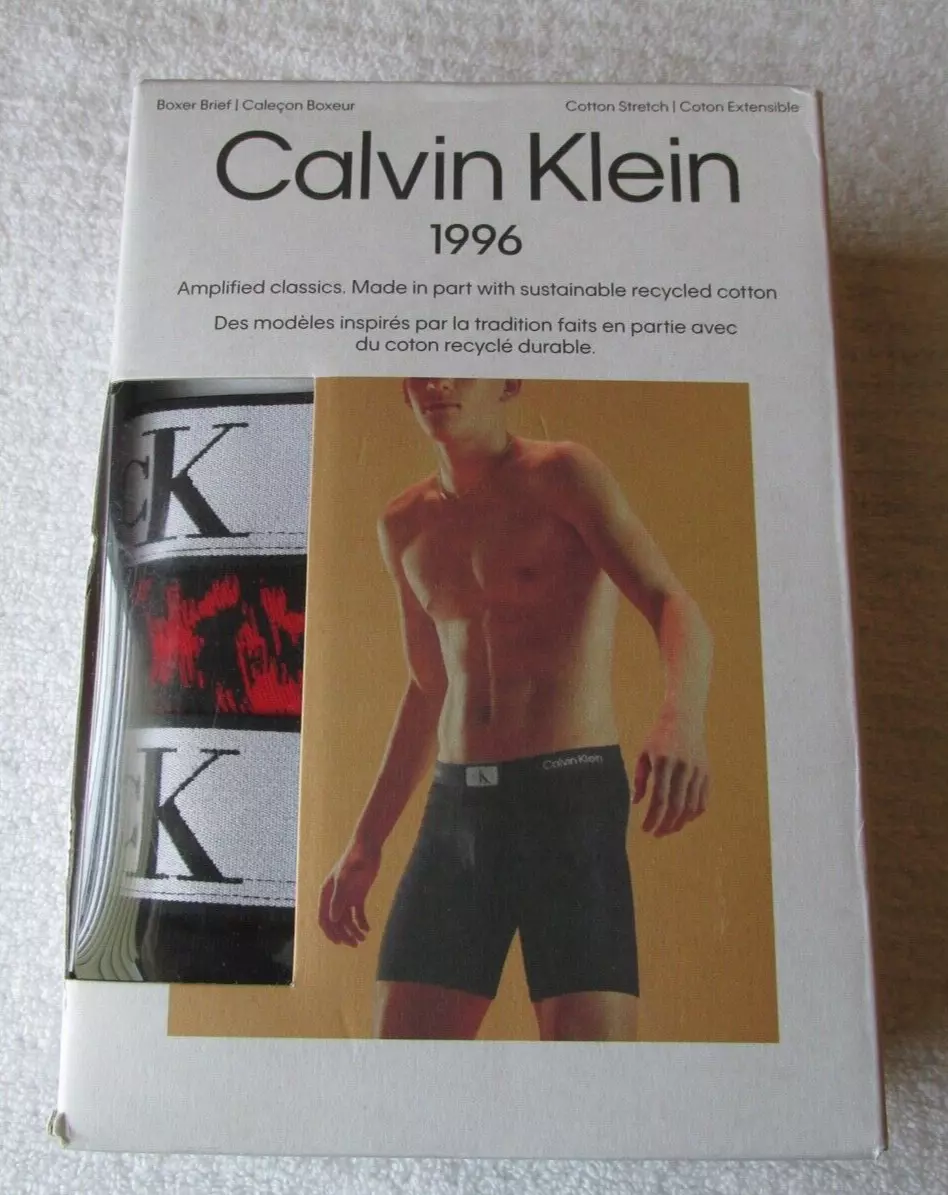 Boxer Brief | Caleçon Boxeur
Cotton Stretch | Coton Extensible
Calvin Klein
1996
Amplified classics. Made in part with sustainable recycled cotton
Des modèles inspirés par la tradition faits en partie avec
du coton recyclé durable.
CK
K
CK
Calvin Klein